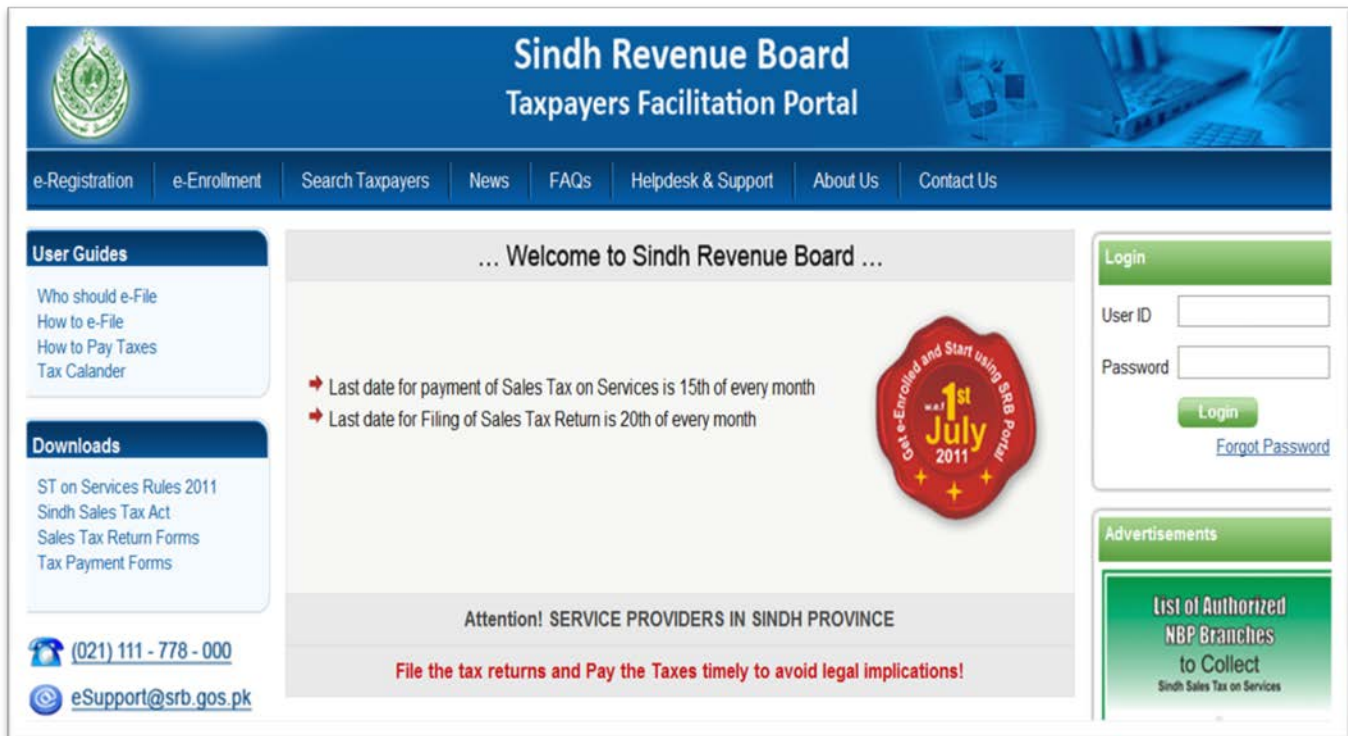 Sindh Revenue Board
Taxpayers Facilitation Portal
e-Registration
e-Enrollment
Search Taxpayers
News
FAQs
Helpdesk & Support
About Us
Contact Us
User Guides
Who should e-File
How to e-File
How to Pay Taxes
Tax Calander
Downloads
ST on Services Rules 2011
Sindh Sales Tax Act
Sales Tax Return Forms
Tax Payment Forms
(021) 111 - 778 - 000
eSupport@srb.gos.pk
... Welcome to Sindh Revenue Board ...
Last date for payment of Sales Tax on Services is 15th of every month
Last date for Filing of Sales Tax Return is 20th of every month
Get e-Enrolled and Start using SRB Portal
w.e.f 1st
July
2011
Attention! SERVICE PROVIDERS IN SINDH PROVINCE
File the tax returns and Pay the Taxes timely to avoid legal implications!
Login
User ID
Password
Login
Forgot Password
Advertisements
List of Authorized
NBP Branches
to Collect
Sindh Sales Tax on Services